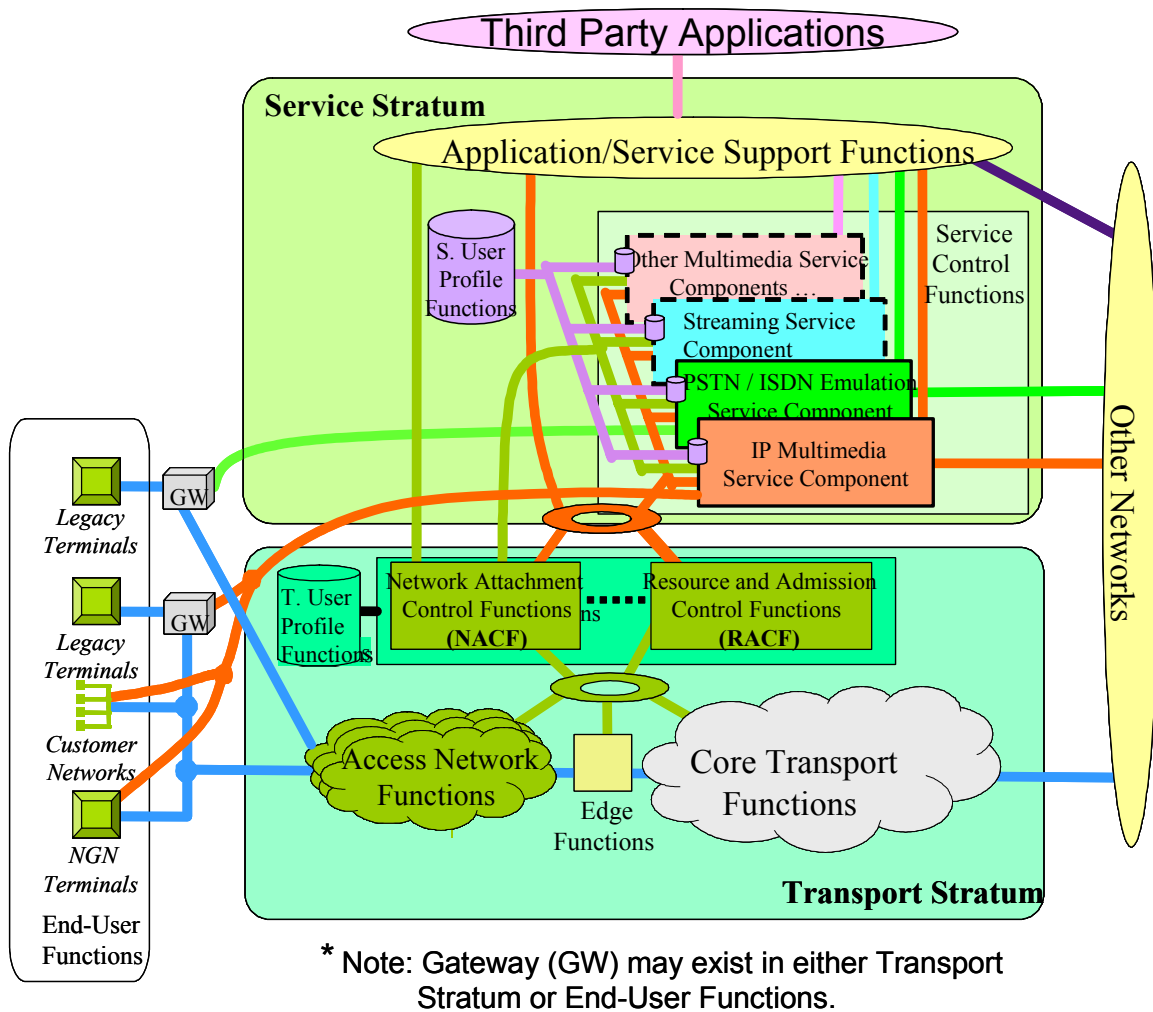 Third Party Applications
Service Stratum
Application/Service Support Functions
S. User
Profile
Functions
Service
Control
Functions
Other Multimedia Service
Components …
Streaming Service
Component
PSTN / ISDN Emulation
Service Component
IP Multimedia
Service Component
Other Networks
GW
Legacy
Terminals
GW
Legacy
Terminals
Customer
Networks
NGN
Terminals
End-User
Functions
T. User
Profile
Functions
s
Network Attachment
Control Functions
(NACF)
ns
Resource and Admission
Control Functions
(RACF)
Access Network
Functions
Edge
Functions
Core Transport
Functions
Transport Stratum
* Note: Gateway (GW) may exist in either Transport
Stratum or End-User Functions.